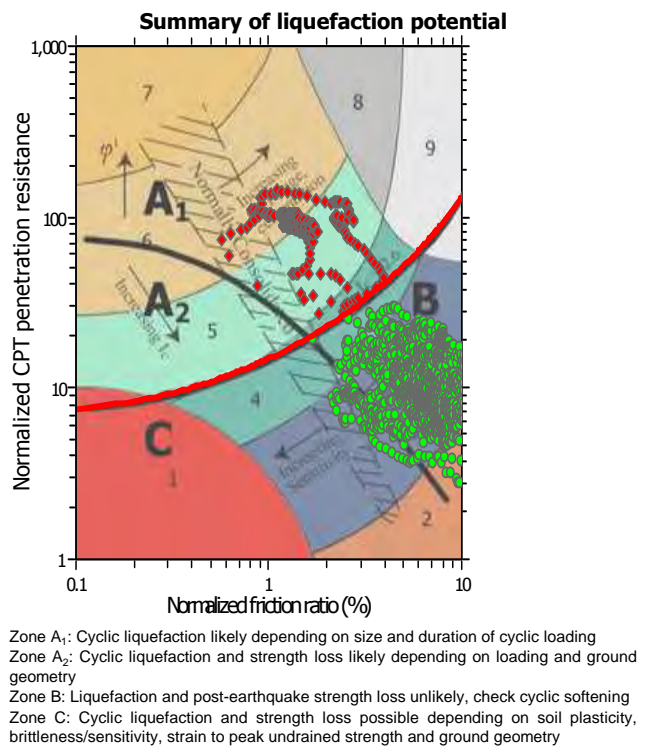 Summary of liquefaction potential
Normalized CPT penetration resistance
1,000
100
10
1
7
8
9
φ'
A₁
6
A₂
Increasing Ic
5
Increasing
Normally
Consolidated
B
4
C
1
Increasing
Sensitivity
2
0.1
1
10
Normalized friction ratio (%)
Zone A₁: Cyclic liquefaction likely depending on size and duration of cyclic loading
Zone A₂: Cyclic liquefaction and strength loss likely depending on loading and ground
geometry
Zone B: Liquefaction and post-earthquake strength loss unlikely, check cyclic softening
Zone C: Cyclic liquefaction and strength loss possible depending on soil plasticity,
brittleness/sensitivity, strain to peak undrained strength and ground geometry